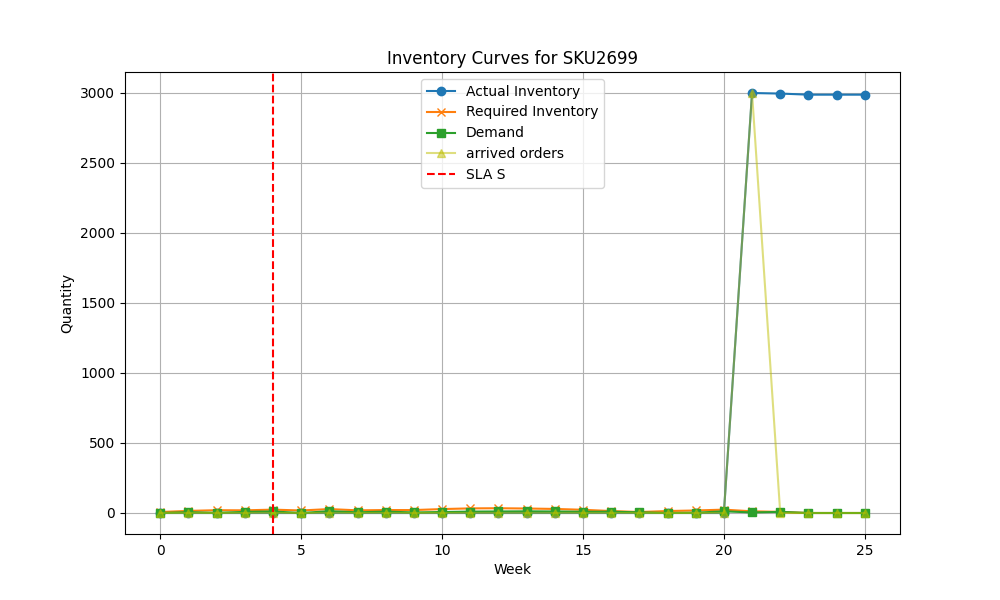 Inventory Curves for SKU2699
Actual Inventory
Required Inventory
Demand
arrived orders
SLA S
3000
2500
2000
1500
1000
500
0
Quantity
0 5 10 15 20 25
Week